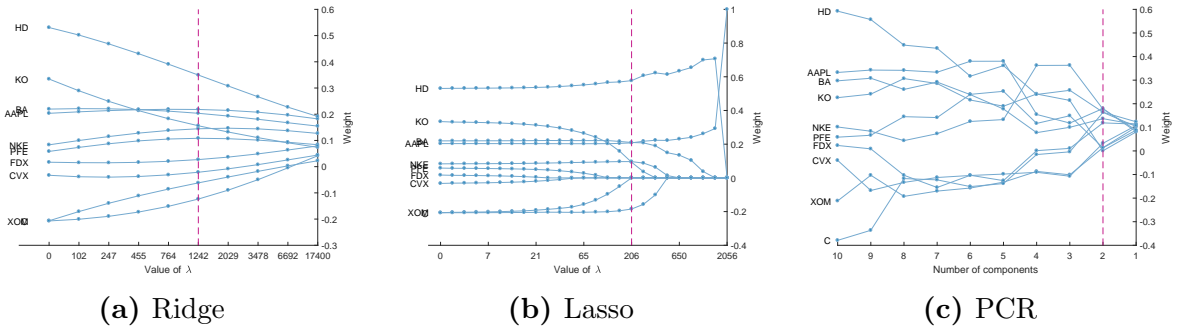 HD
KO
BA
AAPL
NKE
PFE
FDX
CVX
XOM
0.6
0.5
0.4
0.3
0.2
0.1
0
-0.1
-0.2
-0.3
Weight
0 102 247 455 764 1242 2029 3478 6692 17400
Value of λ
(a) Ridge
HD
KO
AAPL
NKE
PFE
FDX
CVX
XOM
1
0.8
0.6
0.4
0.2
0
-0.2
-0.4
Weight
0 7 21 65 206 650 2056
Value of λ
(b) Lasso
HD
AAPL
BA
KO
NKE
PFE
FDX
CVX
XOM
C
0.6
0.5
0.4
0.3
0.2
0.1
0
-0.1
-0.2
-0.3
-0.4
Weight
10 9 8 7 6 5 4 3 2 1
Number of components
(c) PCR